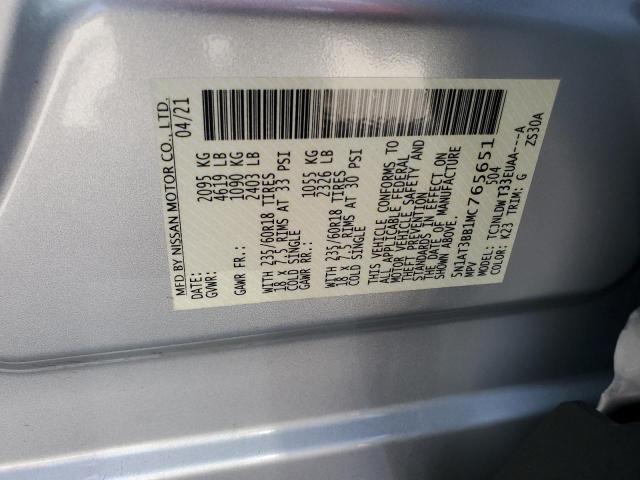 MFD BY NISSAN MOTOR CO., LTD.
DATE: 04/21
GVWR: 2095 KG
4619 LB
GAWR FR.: 1090 KG
2403 LB
WITH 235/60R18 TIRES
18 X 7.5 RIMS AT 33 PSI
COLD SINGLE
GAWR RR.: 1055 KG
2326 LB
WITH 235/60R18 TIRES
18 X 7.5 RIMS AT 30 PSI
COLD SINGLE
THIS VEHICLE CONFORMS TO
ALL APPLICABLE FEDERAL
MOTOR VEHICLE SAFETY AND
THEFT PREVENTION
STANDARDS IN EFFECT ON
THE DATE OF MANUFACTURE
SHOWN ABOVE.
5N1AT3BB1MC765651
MPV 504
MODEL: TCJNLDWT33EUAA---A
COLOR: K23 TRIM: G ZS30A